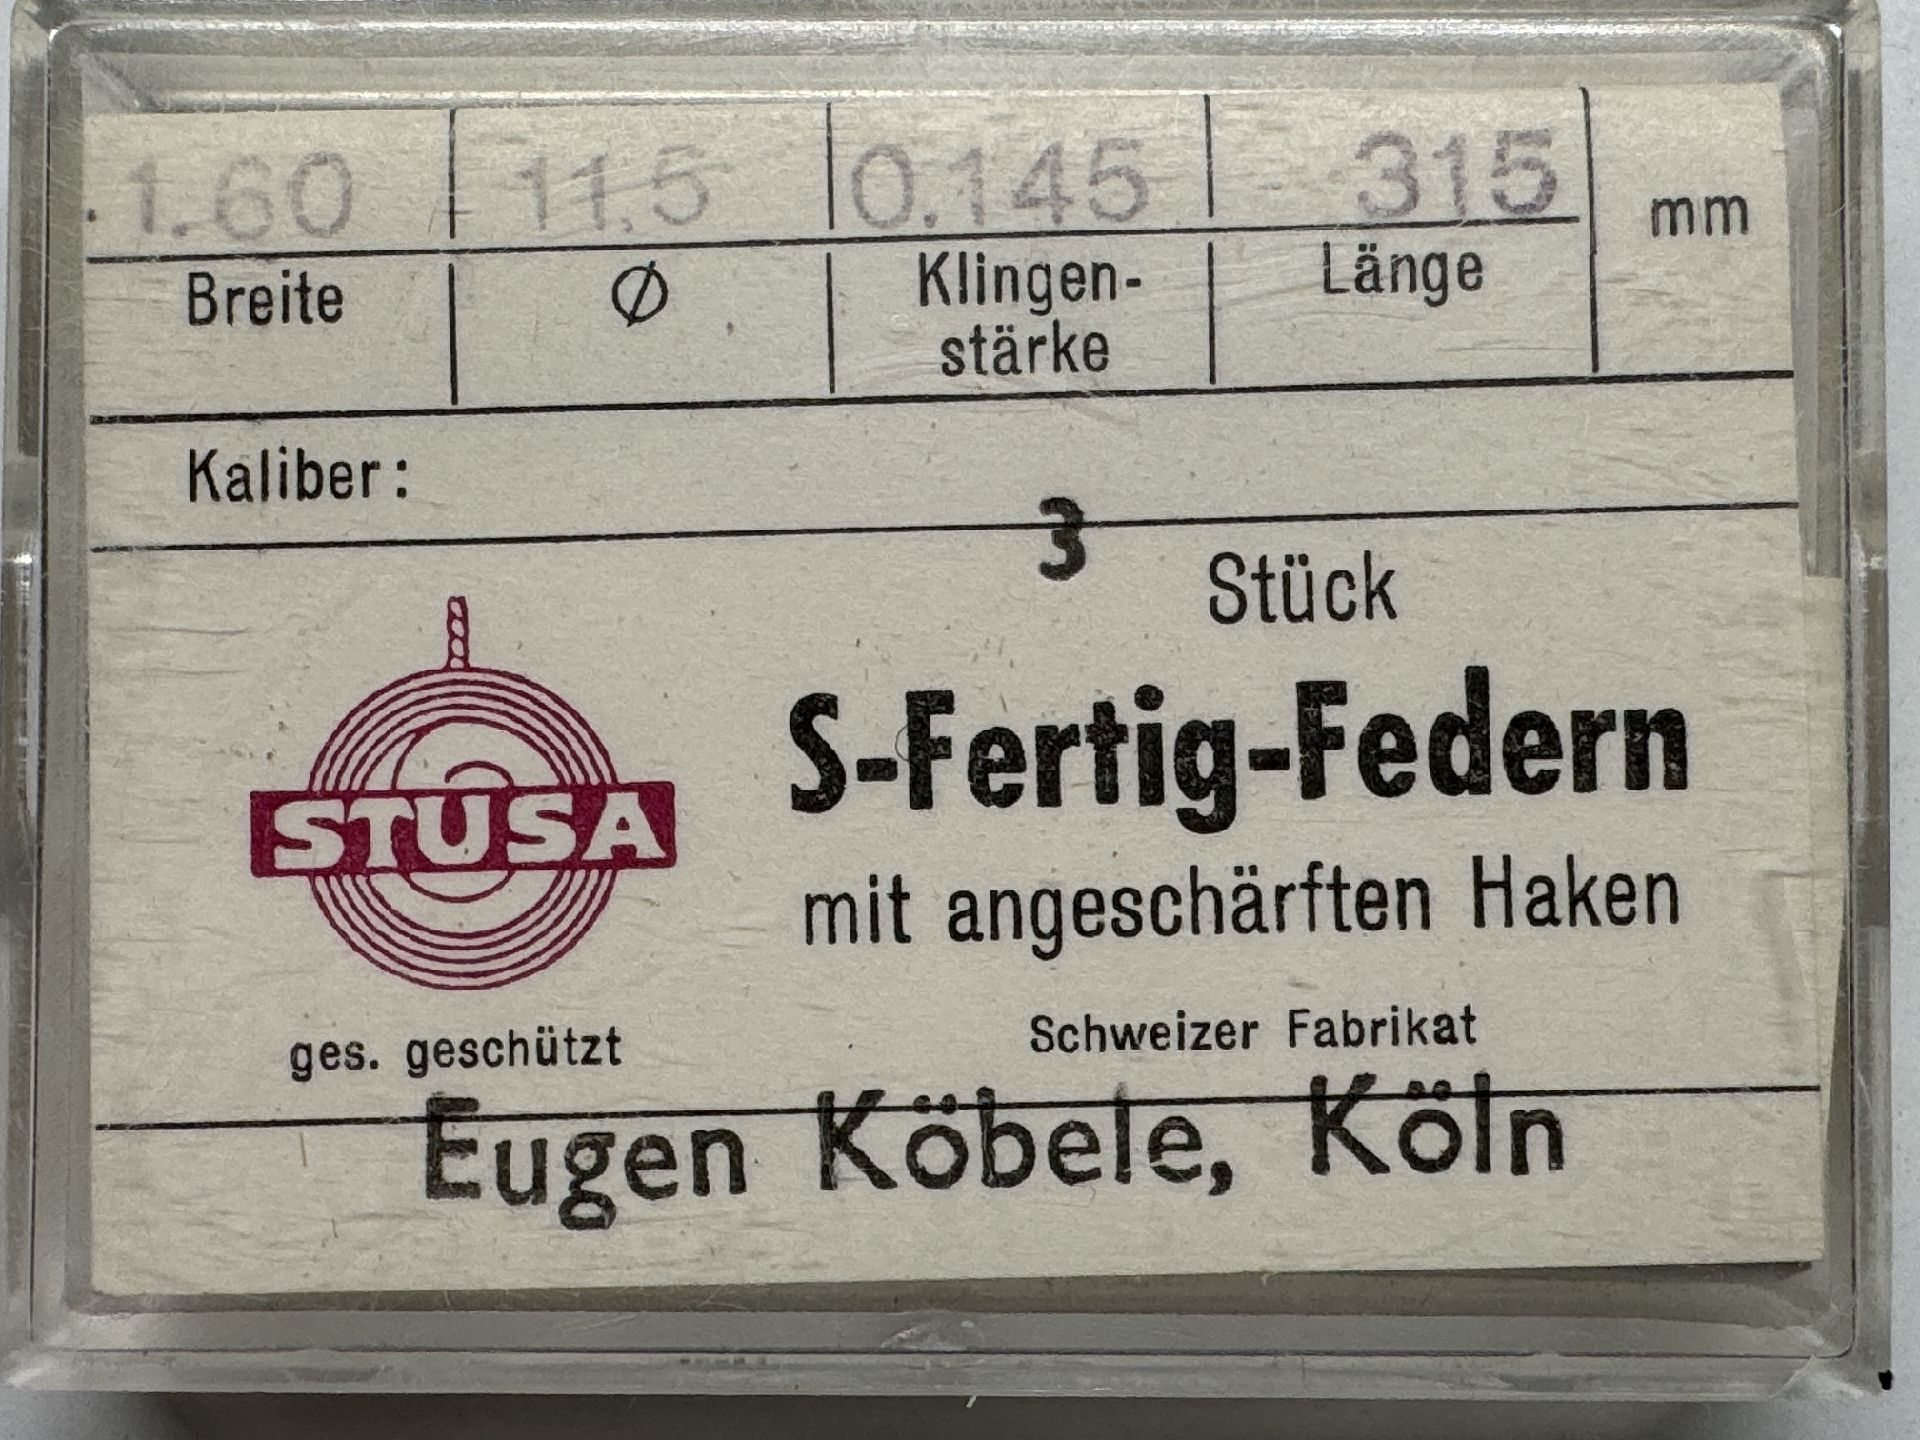 1.60 11.5 0.145 315 mm
Breite Ø Klingen-
stärke Länge
Kaliber:
3 Stück
S-Fertig-Federn
mit angeschärften Haken
STUSA
ges. geschützt
Schweizer Fabrikat
Eugen Köbele, Köln